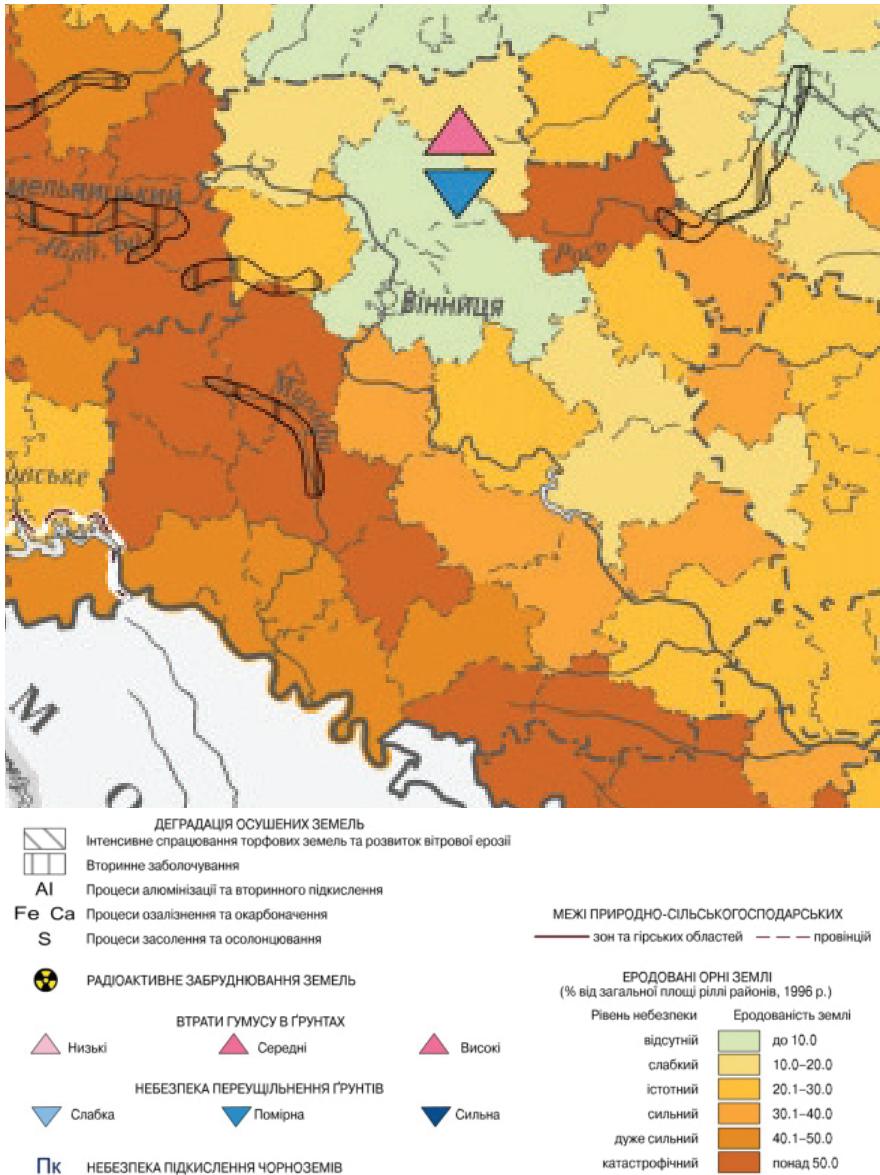 Вінниця
М
О
ДЕГРАДАЦІЯ ОСУШЕНИХ ЗЕМЕЛЬ
Інтенсивне спрацювання торфових земель та розвиток вітрової ерозії
Вторинне заболочування
Al Процеси алюмінізації та вторинного підкислення
Fe Ca Процеси озалізнення та окарбоначення
S Процеси засолення та осолонцювання
РАДІОАКТИВНЕ ЗАБРУДНЮВАННЯ ЗЕМЕЛЬ
ВТРАТИ ГУМУСУ В ҐРУНТАХ
Низькі Середні Високі
НЕБЕЗПЕКА ПЕРЕУЩІЛЬНЕННЯ ҐРУНТІВ
Слабка Помірна Сильна
Пк НЕБЕЗПЕКА ПІДКИСЛЕННЯ ЧОРНОЗЕМІВ
МЕЖІ ПРИРОДНО-СІЛЬСЬКОГОСПОДАРСЬКИХ
зон та гірських областей провінцій
ЕРОДОВАНІ ОРНІ ЗЕМЛІ
(% від загальної площі ріллі районів, 1996 р.)
Рівень небезпеки Еродованість землі
відсутній до 10.0
слабкий 10.0–20.0
істотний 20.1–30.0
сильний 30.1–40.0
дуже сильний 40.1–50.0
катастрофічний понад 50.0